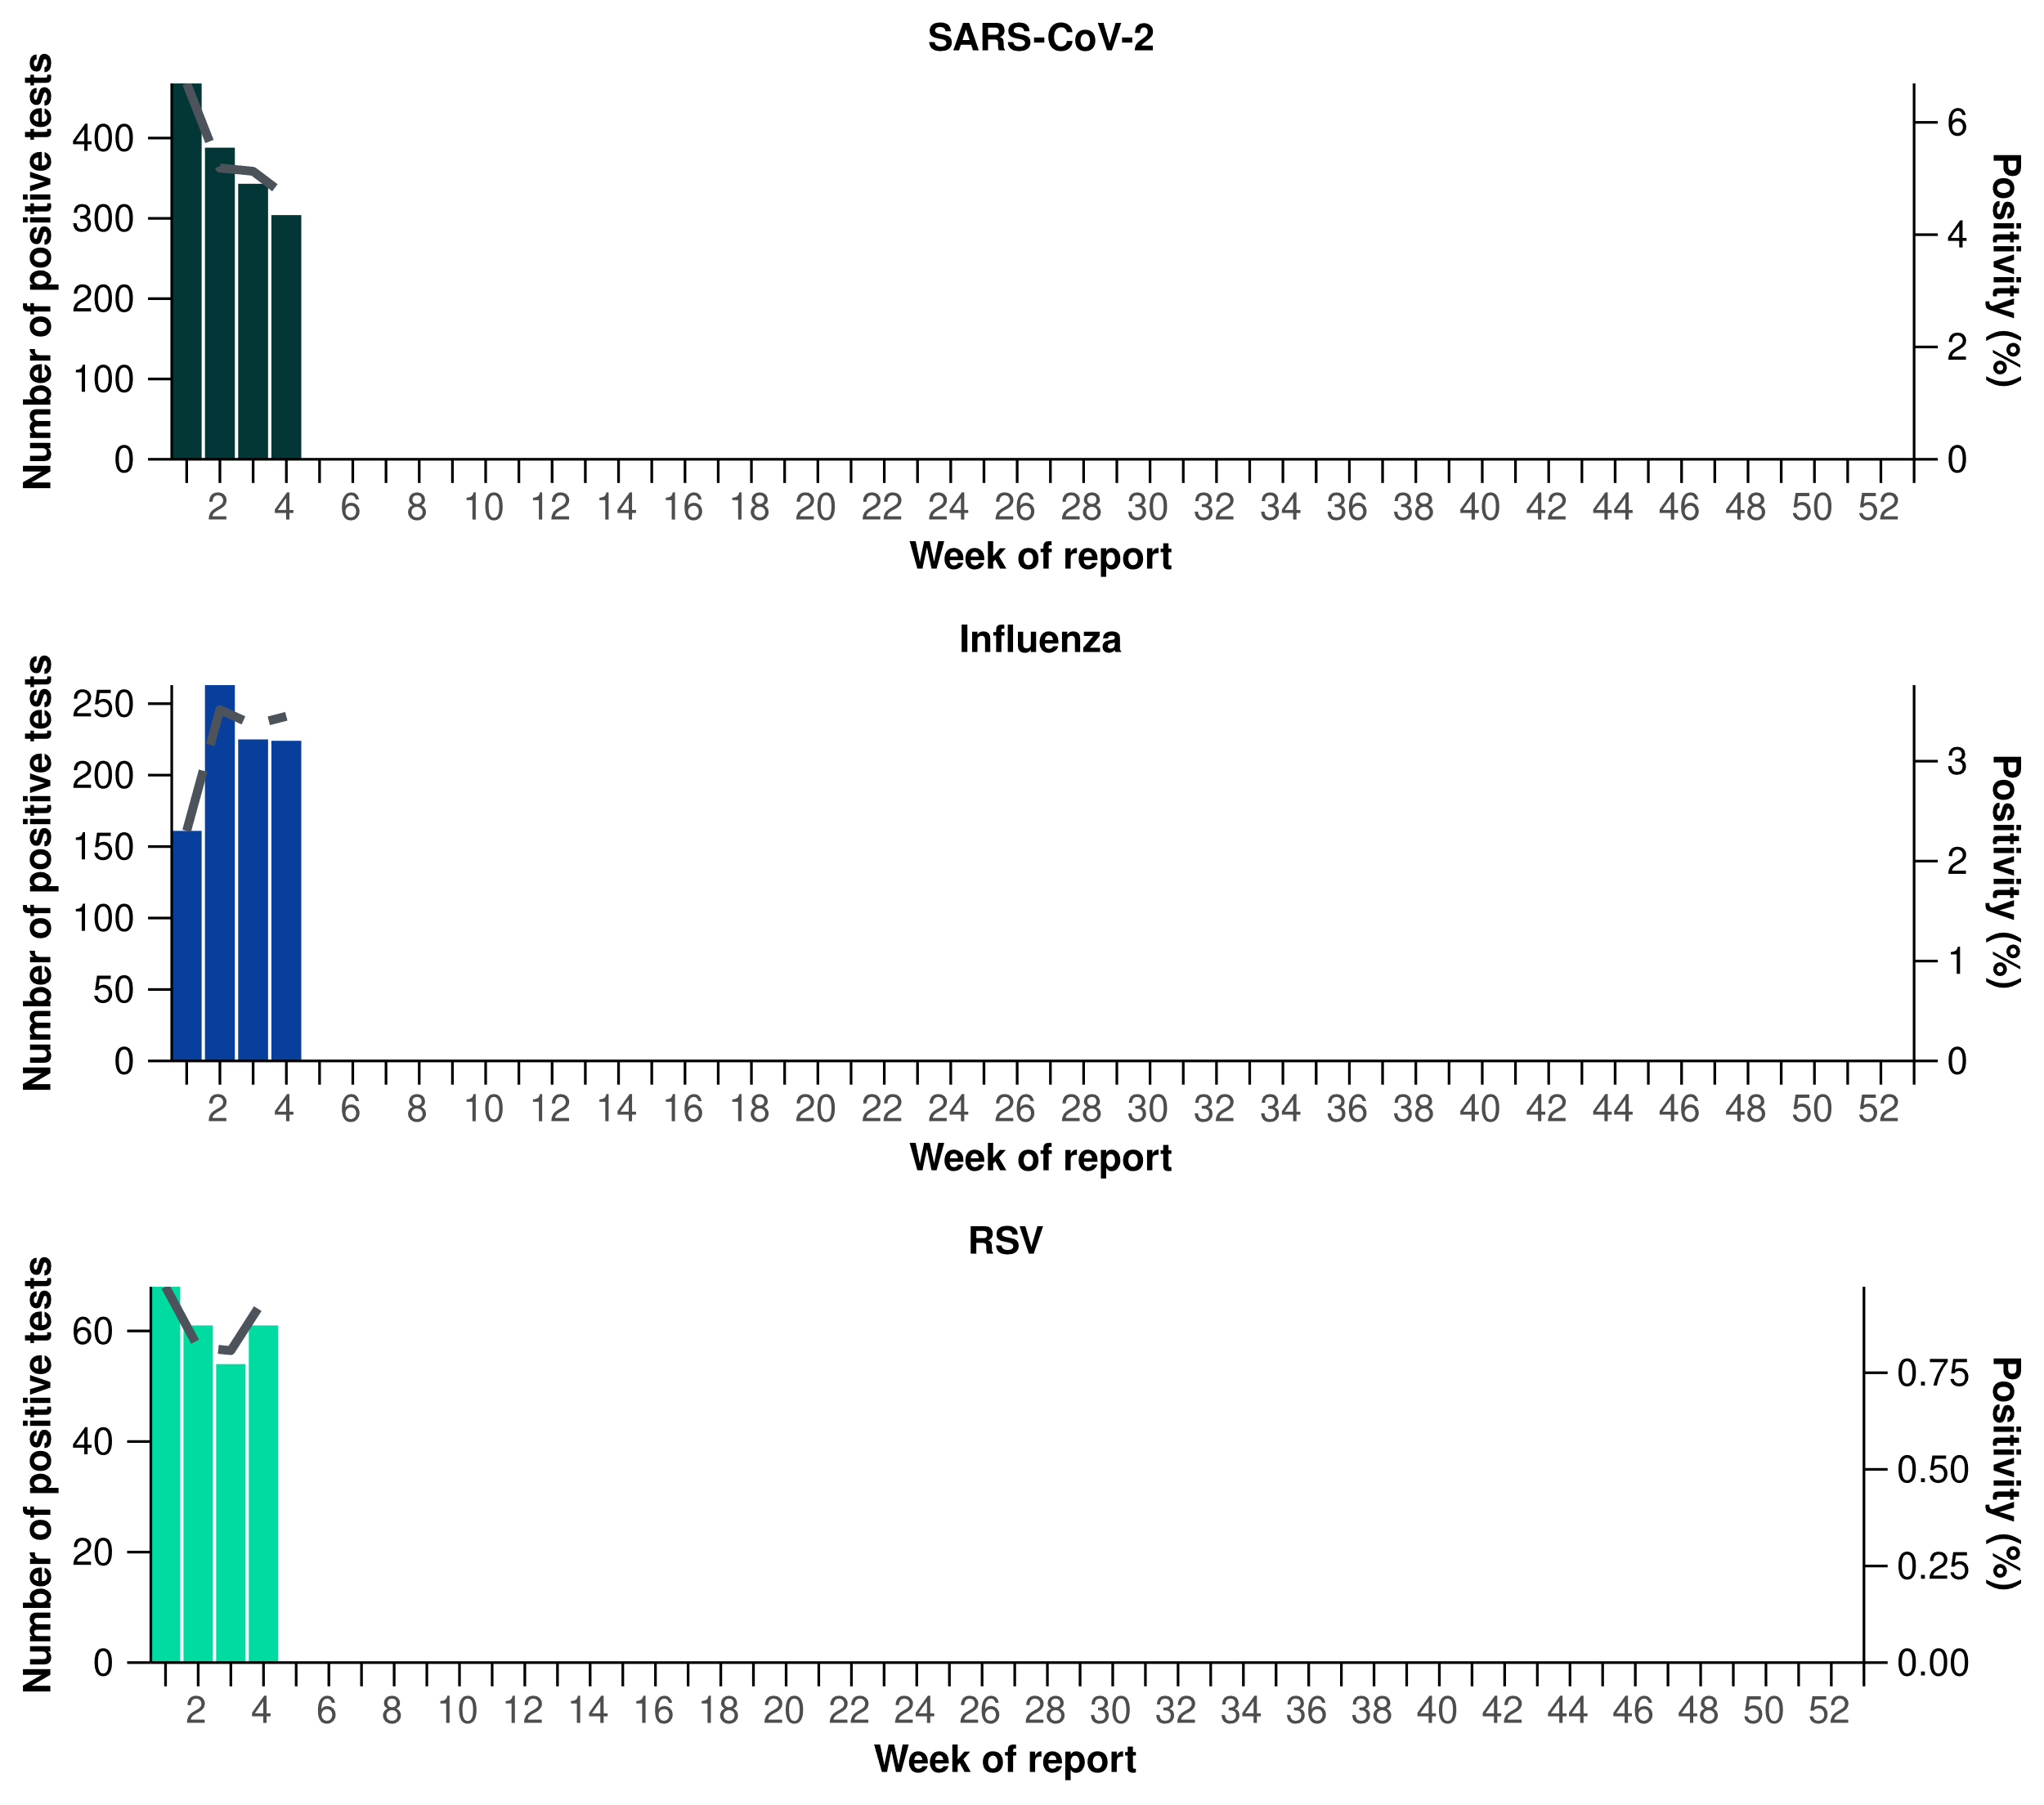 SARS-CoV-2
Number of positive tests
400
300
200
100
0
6
4
2
0
Positivity (%)
2 4 6 8 10 12 14 16 18 20 22 24 26 28 30 32 34 36 38 40 42 44 46 48 50 52
Week of report
Influenza
Number of positive tests
250
200
150
100
50
0
3
2
1
0
Positivity (%)
2 4 6 8 10 12 14 16 18 20 22 24 26 28 30 32 34 36 38 40 42 44 46 48 50 52
Week of report
RSV
Number of positive tests
60
40
20
0
0.75
0.50
0.25
0.00
Positivity (%)
2 4 6 8 10 12 14 16 18 20 22 24 26 28 30 32 34 36 38 40 42 44 46 48 50 52
Week of report